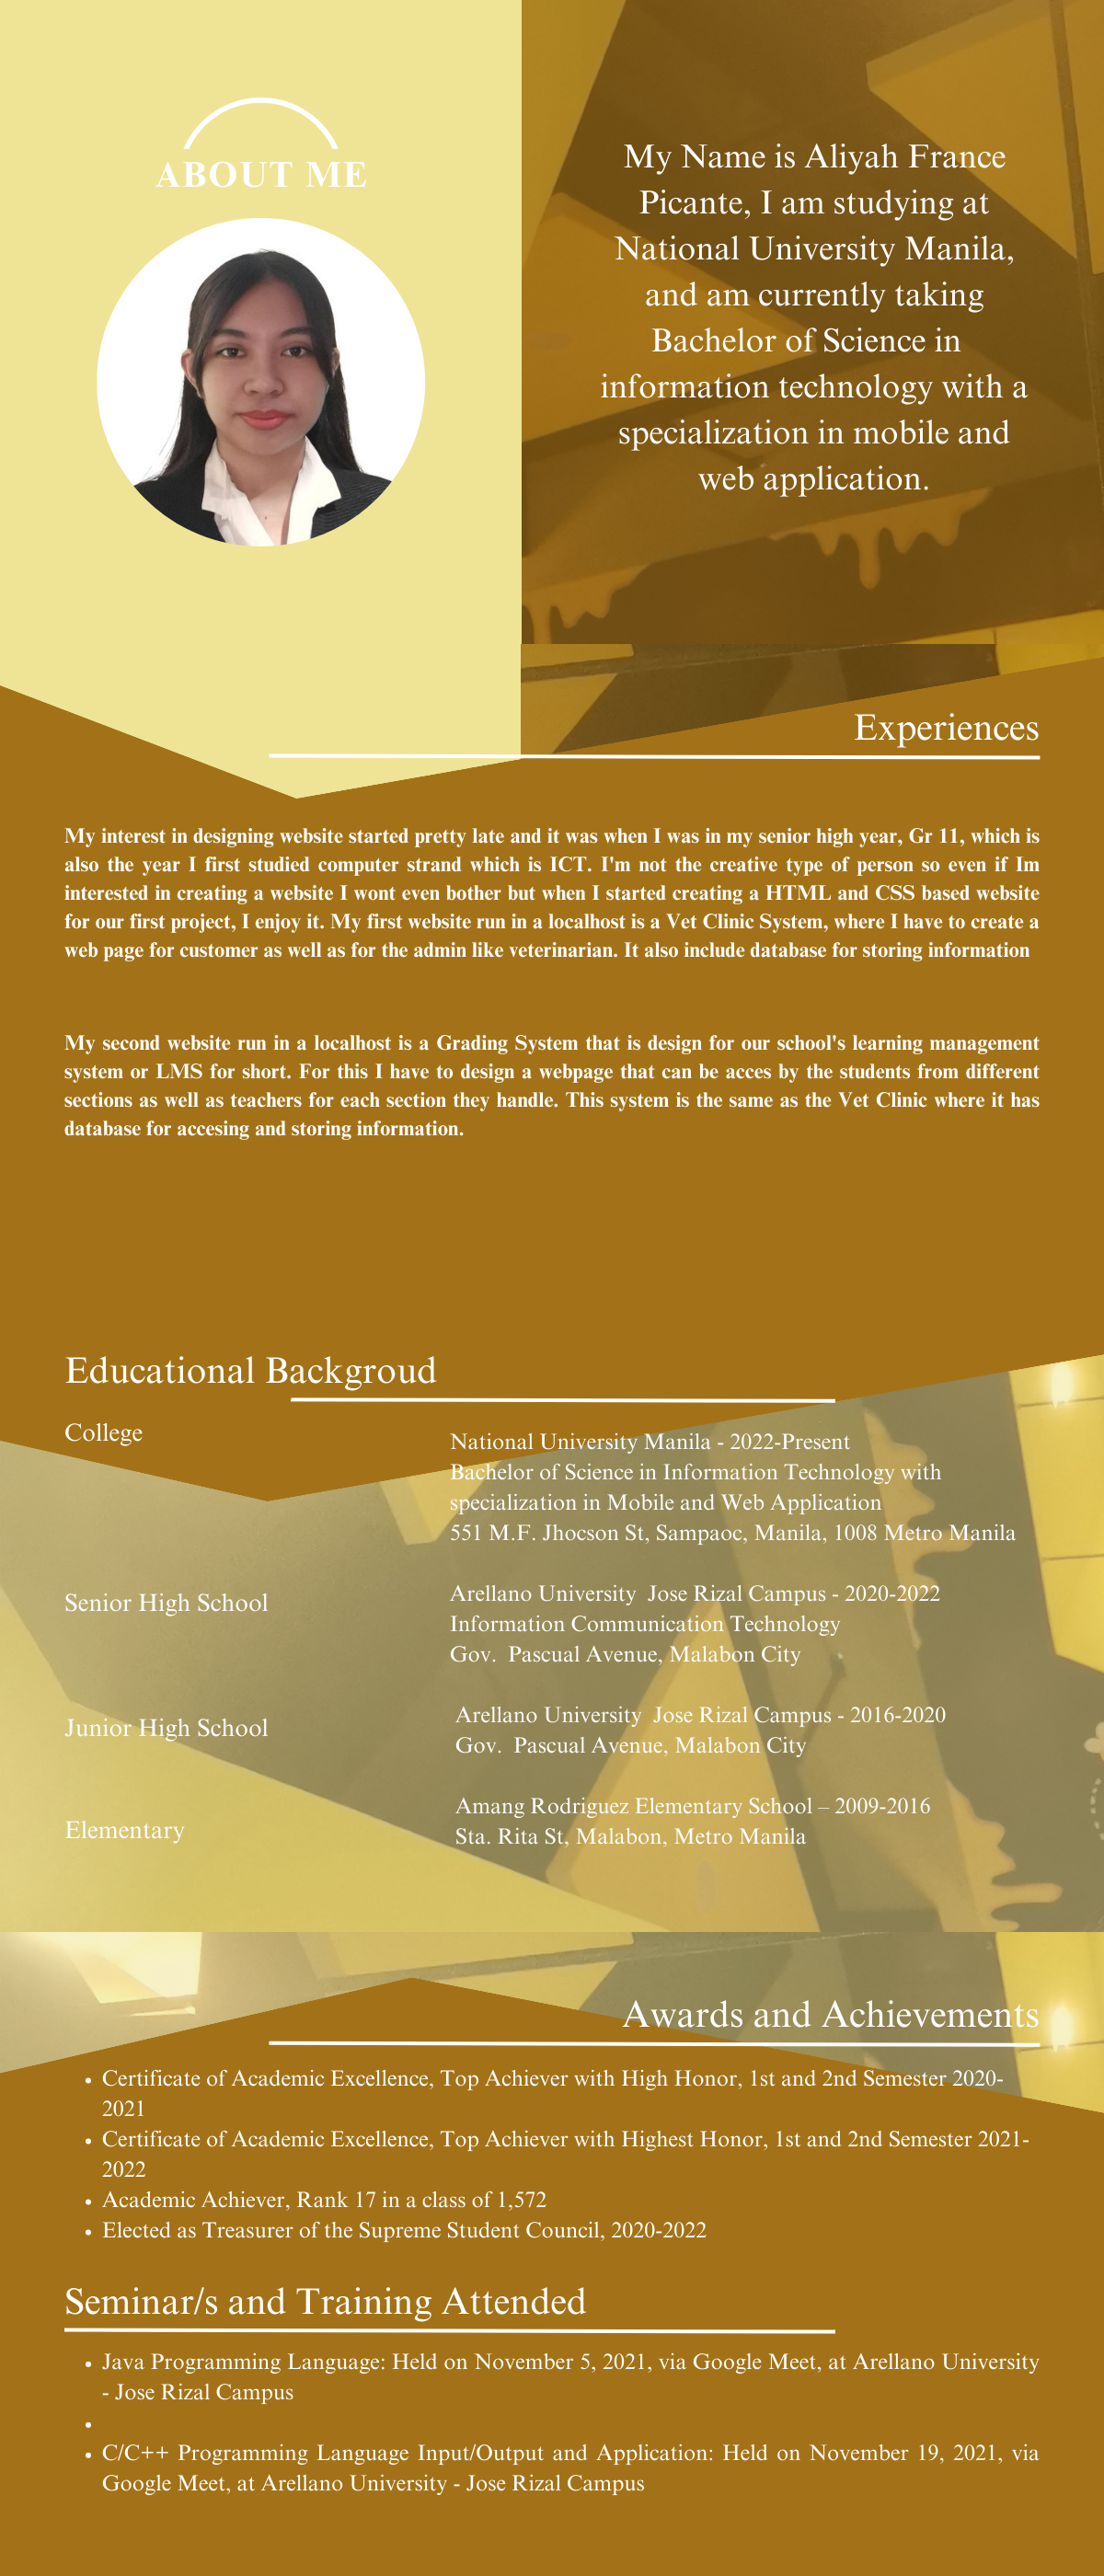 ABOUT ME
My Name is Aliyah France
Picante, I am studying at
National University Manila,
and am currently taking
Bachelor of Science in
information technology with a
specialization in mobile and
web application.
Experiences
My interest in designing website started pretty late and it was when I was in my senior high year, Gr 11, which is
also the year I first studied computer strand which is ICT. I'm not the creative type of person so even if Im
interested in creating a website I wont even bother but when I started creating a HTML and CSS based website
for our first project, I enjoy it. My first website run in a localhost is a Vet Clinic System, where I have to create a
web page for customer as well as for the admin like veterinarian. It also include database for storing information
My second website run in a localhost is a Grading System that is design for our school's learning management
system or LMS for short. For this I have to design a webpage that can be acces by the students from different
sections as well as teachers for each section they handle. This system is the same as the Vet Clinic where it has
database for accesing and storing information.
Educational Backgroud
College
National University Manila - 2022-Present
Bachelor of Science in Information Technology with
specialization in Mobile and Web Application
551 M.F. Jhocson St, Sampaoc, Manila, 1008 Metro Manila
Senior High School
Arellano University Jose Rizal Campus - 2020-2022
Information Communication Technology
Gov. Pascual Avenue, Malabon City
Junior High School
Arellano University Jose Rizal Campus - 2016-2020
Gov. Pascual Avenue, Malabon City
Elementary
Amang Rodriguez Elementary School – 2009-2016
Sta. Rita St, Malabon, Metro Manila
Awards and Achievements
• Certificate of Academic Excellence, Top Achiever with High Honor, 1st and 2nd Semester 2020-
2021
• Certificate of Academic Excellence, Top Achiever with Highest Honor, 1st and 2nd Semester 2021-
2022
• Academic Achiever, Rank 17 in a class of 1,572
• Elected as Treasurer of the Supreme Student Council, 2020-2022
Seminar/s and Training Attended
• Java Programming Language: Held on November 5, 2021, via Google Meet, at Arellano University
- Jose Rizal Campus
•
• C/C++ Programming Language Input/Output and Application: Held on November 19, 2021, via
Google Meet, at Arellano University - Jose Rizal Campus